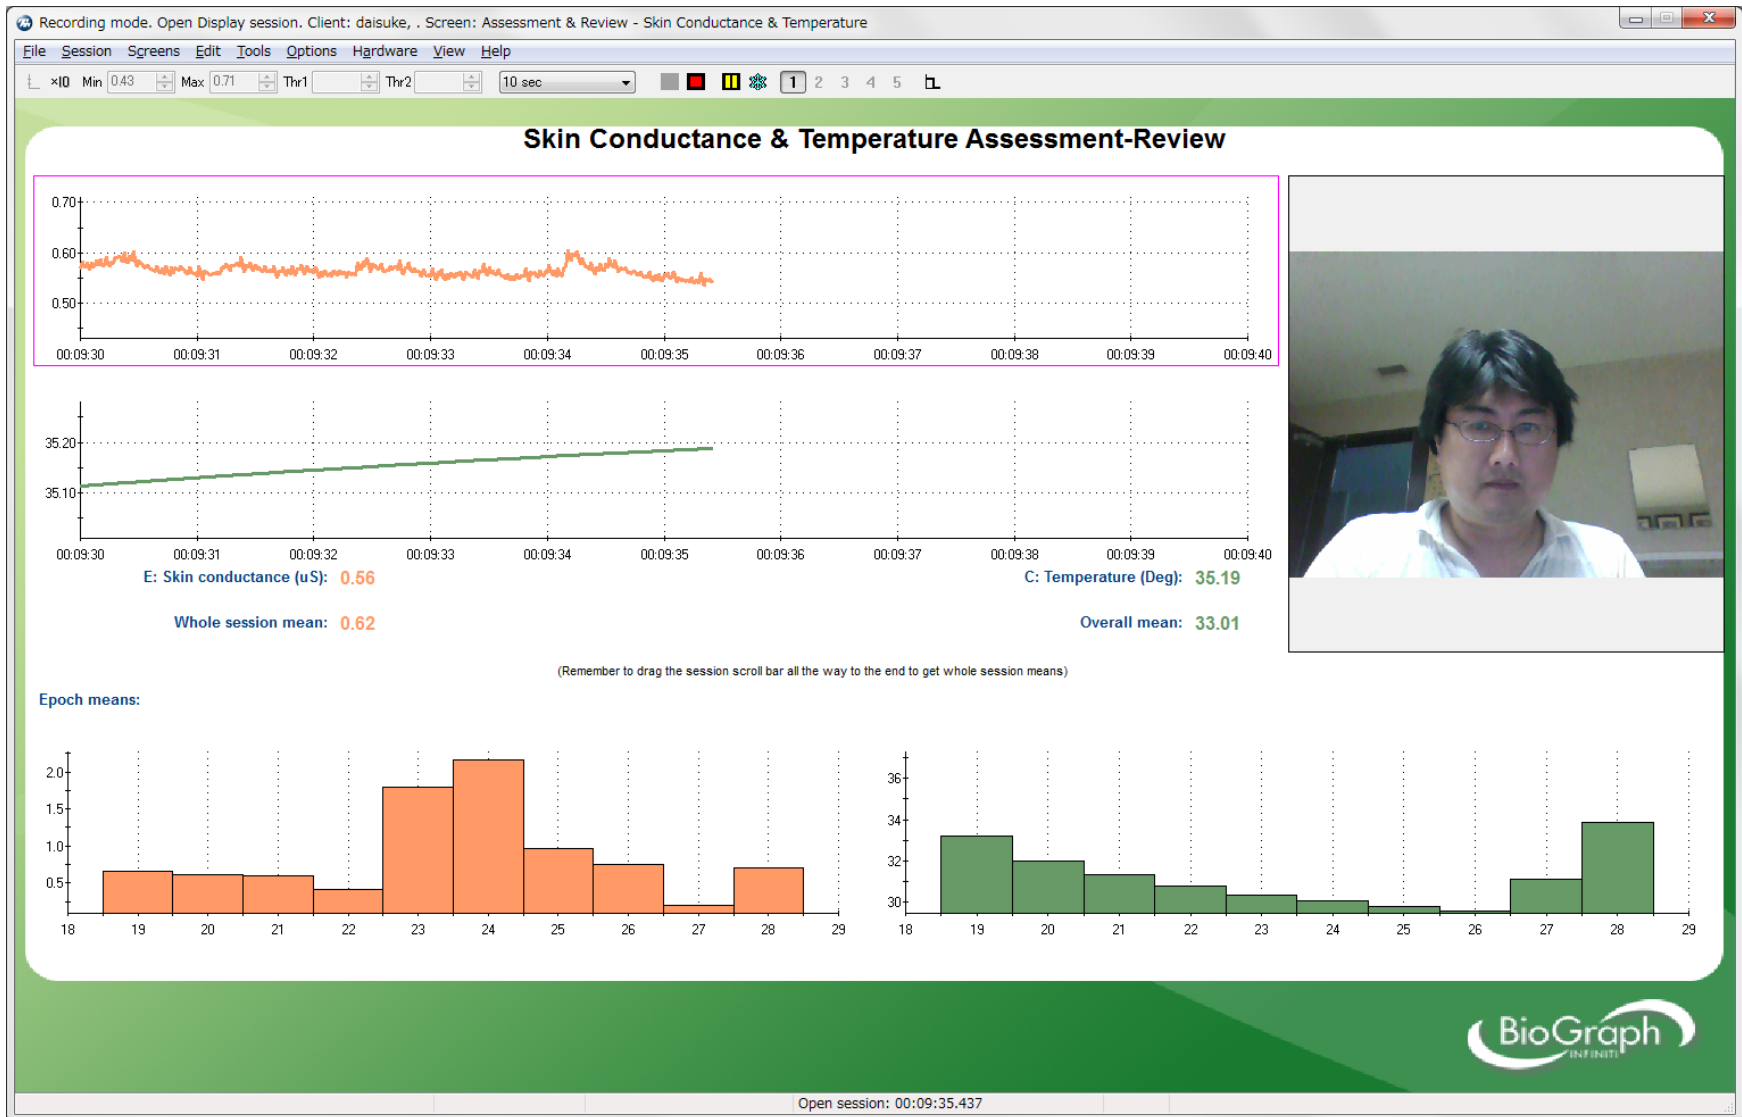 Recording mode. Open Display session. Client: daisuke, . Screen: Assessment & Review - Skin Conductance & Temperature
File Session Screens Edit Tools Options Hardware View Help
×10 Min 0.43 Max 0.71 Thr1 Thr2 10 sec 1 2 3 4 5
Skin Conductance & Temperature Assessment-Review
0.70
0.60
0.50
00:09:30 00:09:31 00:09:32 00:09:33 00:09:34 00:09:35 00:09:36 00:09:37 00:09:38 00:09:39 00:09:40
35.20
35.10
00:09:30 00:09:31 00:09:32 00:09:33 00:09:34 00:09:35 00:09:36 00:09:37 00:09:38 00:09:39 00:09:40
E: Skin conductance (uS): 0.56 C: Temperature (Deg): 35.19
Whole session mean: 0.62 Overall mean: 33.01
(Remember to drag the session scroll bar all the way to the end to get whole session means)
Epoch means:
2.0
1.5
1.0
0.5
18 19 20 21 22 23 24 25 26 27 28 29
36
34
32
30
18 19 20 21 22 23 24 25 26 27 28 29
BioGraph
INFINITI
Open session: 00:09:35.437